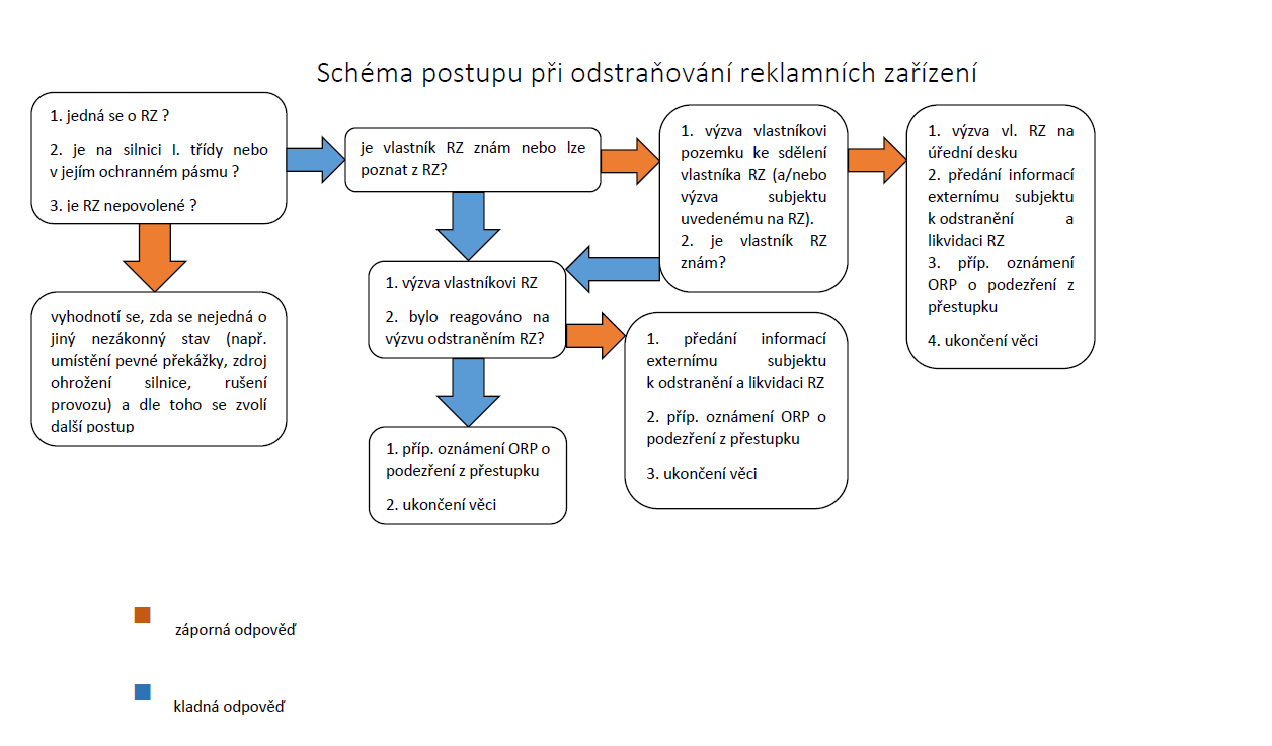 Schéma postupu při odstraňování reklamních zařízení
1. jedná se o RZ ?
2. je na silnici I. třídy nebo
v jejím ochranném pásmu ?
3. je RZ nepovolené ?
je vlastník RZ znám nebo lze
poznat z RZ?
1. výzva vlastníkovi
pozemku ke sdělení
vlastníka RZ (a/nebo
výzva subjektu
uvedenému na RZ).
2. je vlastník RZ
znám?
1. výzva vl. RZ na
úřední desku
2. předání informací
externímu subjektu
k odstranění a
likvidaci RZ
3. příp. oznámení
ORP o podezření z
přestupku
4. ukončení věci
vyhodnotí se, zda se nejedná o
jiný nezákonný stav (např.
umístění pevné překážky, zdroj
ohrožení silnice, rušení
provozu) a dle toho se zvolí
další postup
1. výzva vlastníkovi RZ
2. bylo reagováno na
výzvu odstraněním RZ?
1. předání informací
externímu subjektu
k odstranění a likvidaci RZ
2. příp. oznámení ORP o
podezření z přestupku
3. ukončení věci
1. příp. oznámení ORP o
podezření z přestupku
2. ukončení věci
záporná odpověď
kladná odpověď